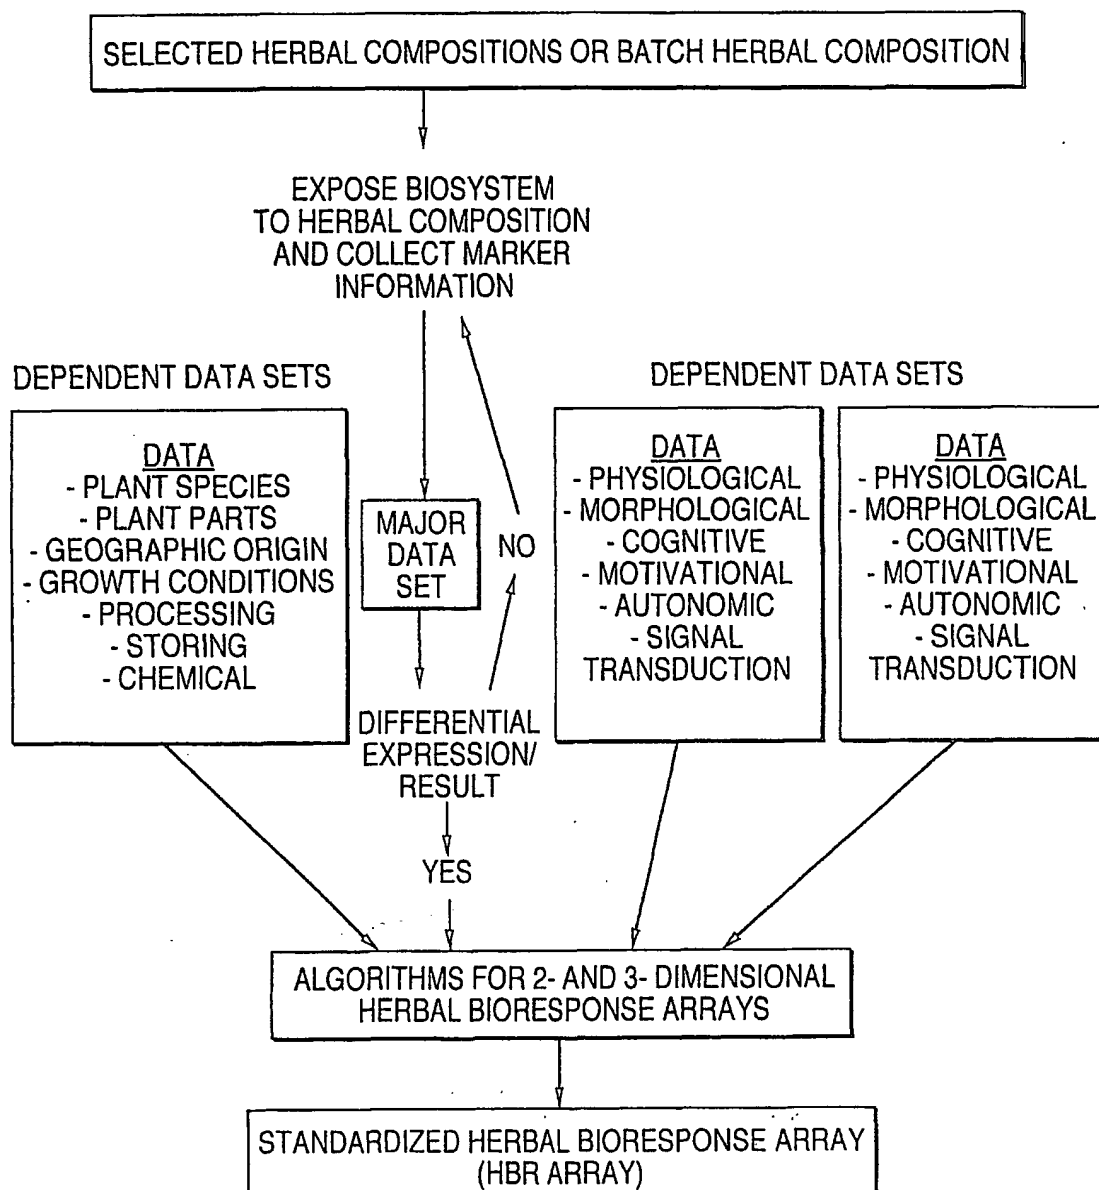 SELECTED HERBAL COMPOSITIONS OR BATCH HERBAL COMPOSITION
EXPOSE BIOSYSTEM
TO HERBAL COMPOSITION
AND COLLECT MARKER
INFORMATION
DEPENDENT DATA SETS
DATA
- PLANT SPECIES
- PLANT PARTS
- GEOGRAPHIC ORIGIN
- GROWTH CONDITIONS
- PROCESSING
- STORING
- CHEMICAL
MAJOR
DATA
SET
NO
DIFFERENTIAL
EXPRESSION/
RESULT
YES
DEPENDENT DATA SETS
DATA
- PHYSIOLOGICAL
- MORPHOLOGICAL
- COGNITIVE
- MOTIVATIONAL
- AUTONOMIC
- SIGNAL
TRANSDUCTION
DATA
- PHYSIOLOGICAL
- MORPHOLOGICAL
- COGNITIVE
- MOTIVATIONAL
- AUTONOMIC
- SIGNAL
TRANSDUCTION
ALGORITHMS FOR 2- AND 3- DIMENSIONAL
HERBAL BIORESPONSE ARRAYS
STANDARDIZED HERBAL BIORESPONSE ARRAY
(HBR ARRAY)